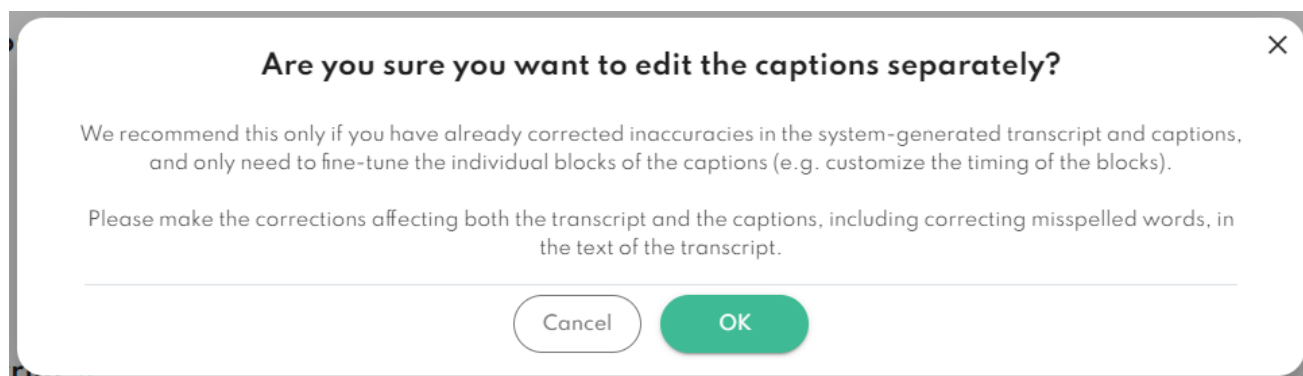 Are you sure you want to edit the captions separately?
We recommend this only if you have already corrected inaccuracies in the system-generated transcript and captions,
and only need to fine-tune the individual blocks of the captions (e.g. customize the timing of the blocks).
Please make the corrections affecting both the transcript and the captions, including correcting misspelled words, in
the text of the transcript.
Cancel OK